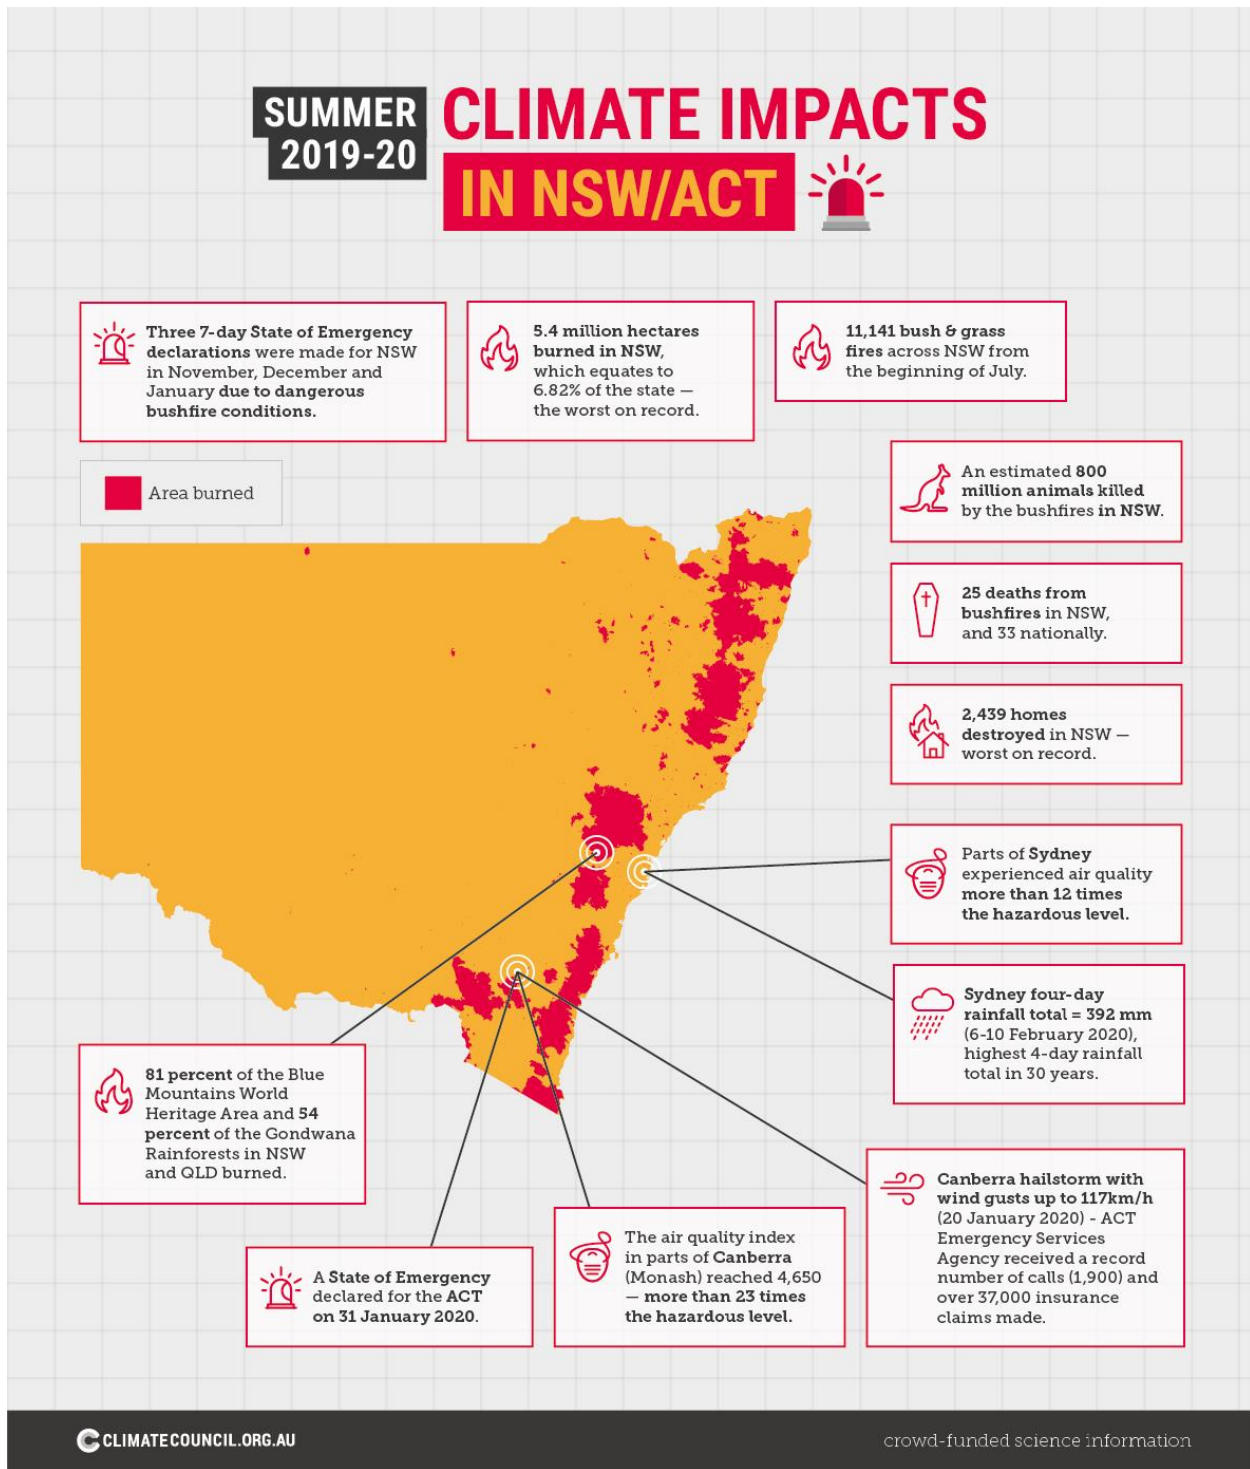 SUMMER
2019-20
CLIMATE IMPACTS
IN NSW/ACT
Three 7-day State of Emergency
declarations were made for NSW
in November, December and
January due to dangerous
bushfire conditions.
5.4 million hectares
burned in NSW,
which equates to
6.82% of the state —
the worst on record.
11,141 bush & grass
fires across NSW from
the beginning of July.
Area burned
An estimated 800
million animals killed
by the bushfires in NSW.
25 deaths from
bushfires in NSW,
and 33 nationally.
2,439 homes
destroyed in NSW —
worst on record.
Parts of Sydney
experienced air quality
more than 12 times
the hazardous level.
Sydney four-day
rainfall total = 392 mm
(6-10 February 2020),
highest 4-day rainfall
total in 30 years.
81 percent of the Blue
Mountains World
Heritage Area and 54
percent of the Gondwana
Rainforests in NSW
and QLD burned.
A State of Emergency
declared for the ACT
on 31 January 2020.
The air quality index
in parts of Canberra
(Monash) reached 4,650
— more than 23 times
the hazardous level.
Canberra hailstorm with
wind gusts up to 117km/h
(20 January 2020) - ACT
Emergency Services
Agency received a record
number of calls (1,900) and
over 37,000 insurance
claims made.
CLIMATECOUNCIL.ORG.AU
crowd-funded science information